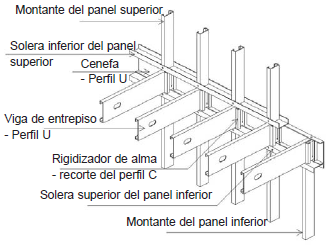 Montante del panel superior
Solera inferior del panel
superior
Cenefa
- Perfil U
Viga de entrepiso
- Perfil U
Rigidizador de alma
- recorte del perfil C
Solera superior del panel inferior
Montante del panel inferior